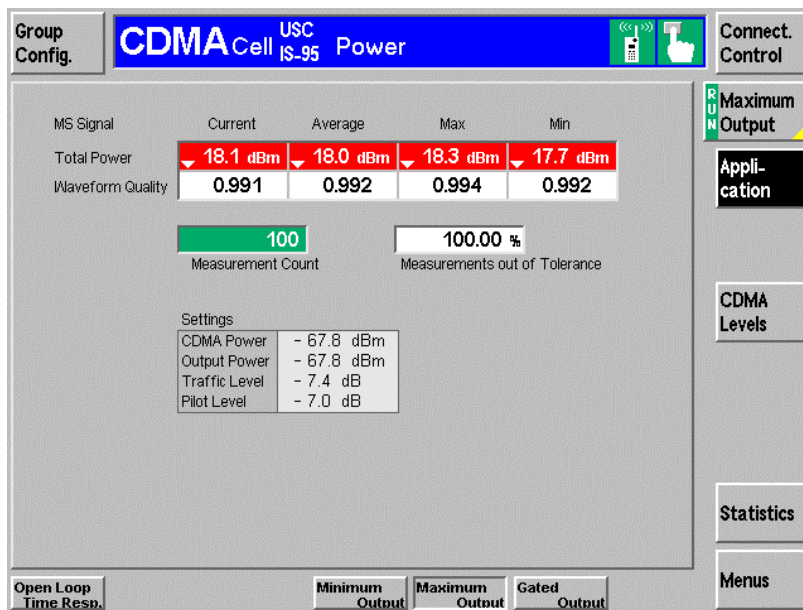 Group
Config.
CDMA Cell USC IS-95 Power
Connect.
Control
RUN
Maximum
Output
Appli-
cation
MS Signal Current Average Max Min
Total Power 18.1 dBm 18.0 dBm 18.3 dBm 17.7 dBm
Waveform Quality 0.991 0.992 0.994 0.992
100 100.00 %
Measurement Count Measurements out of Tolerance
CDMA
Levels
Settings
CDMA Power - 67.8 dBm
Output Power - 67.8 dBm
Traffic Level - 7.4 dB
Pilot Level - 7.0 dB
Statistics
Menus
Open Loop
Time Resp.
Minimum
Output
Maximum
Output
Gated
Output